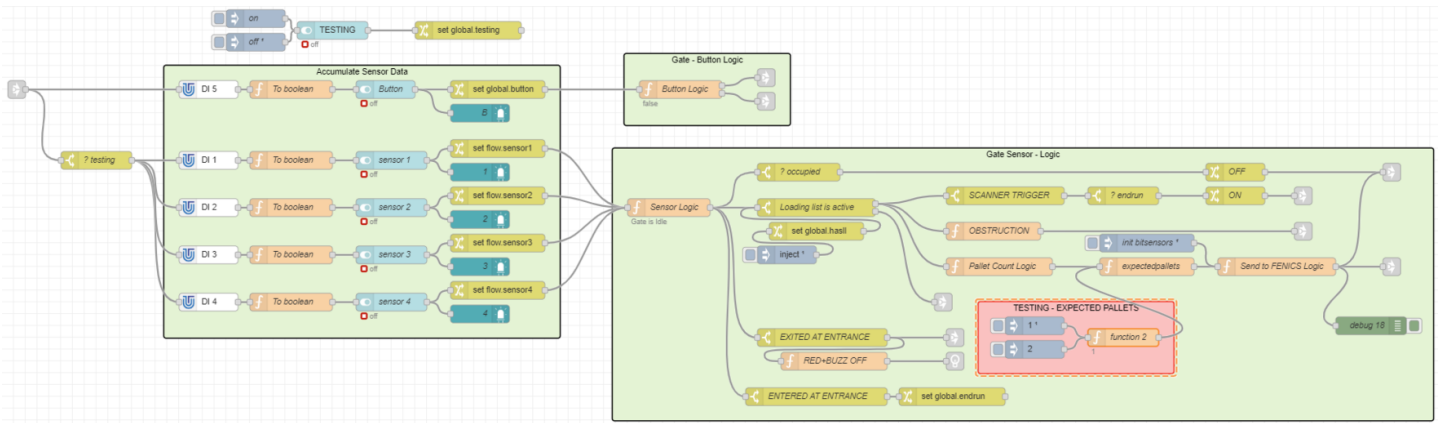 on
off ¹
TESTING
off
set global.testing
Accumulate Sensor Data
DI 5
To boolean
Button
off
set global.button
B
? testing
DI 1
To boolean
sensor 1
off
set flow.sensor1
1
DI 2
To boolean
sensor 2
off
set flow.sensor2
2
DI 3
To boolean
sensor 3
off
set flow.sensor3
3
DI 4
To boolean
sensor 4
off
set flow.sensor4
4
Gate - Button Logic
Button Logic
false
Gate Sensor - Logic
Sensor Logic
Gate is Idle
? occupied
OFF
Loading list is active
SCANNER TRIGGER
? endrun
ON
set global.hasll
OBSTRUCTION
init bitsensors ¹
inject ¹
Pallet Count Logic
expectedpallets
Send to FENICS Logic
TESTING - EXPECTED PALLETS
1 ¹
2
function 2
1
debug 16
EXITED AT ENTRANCE
RED+BUZZ OFF
ENTERED AT ENTRANCE
set global.endrun